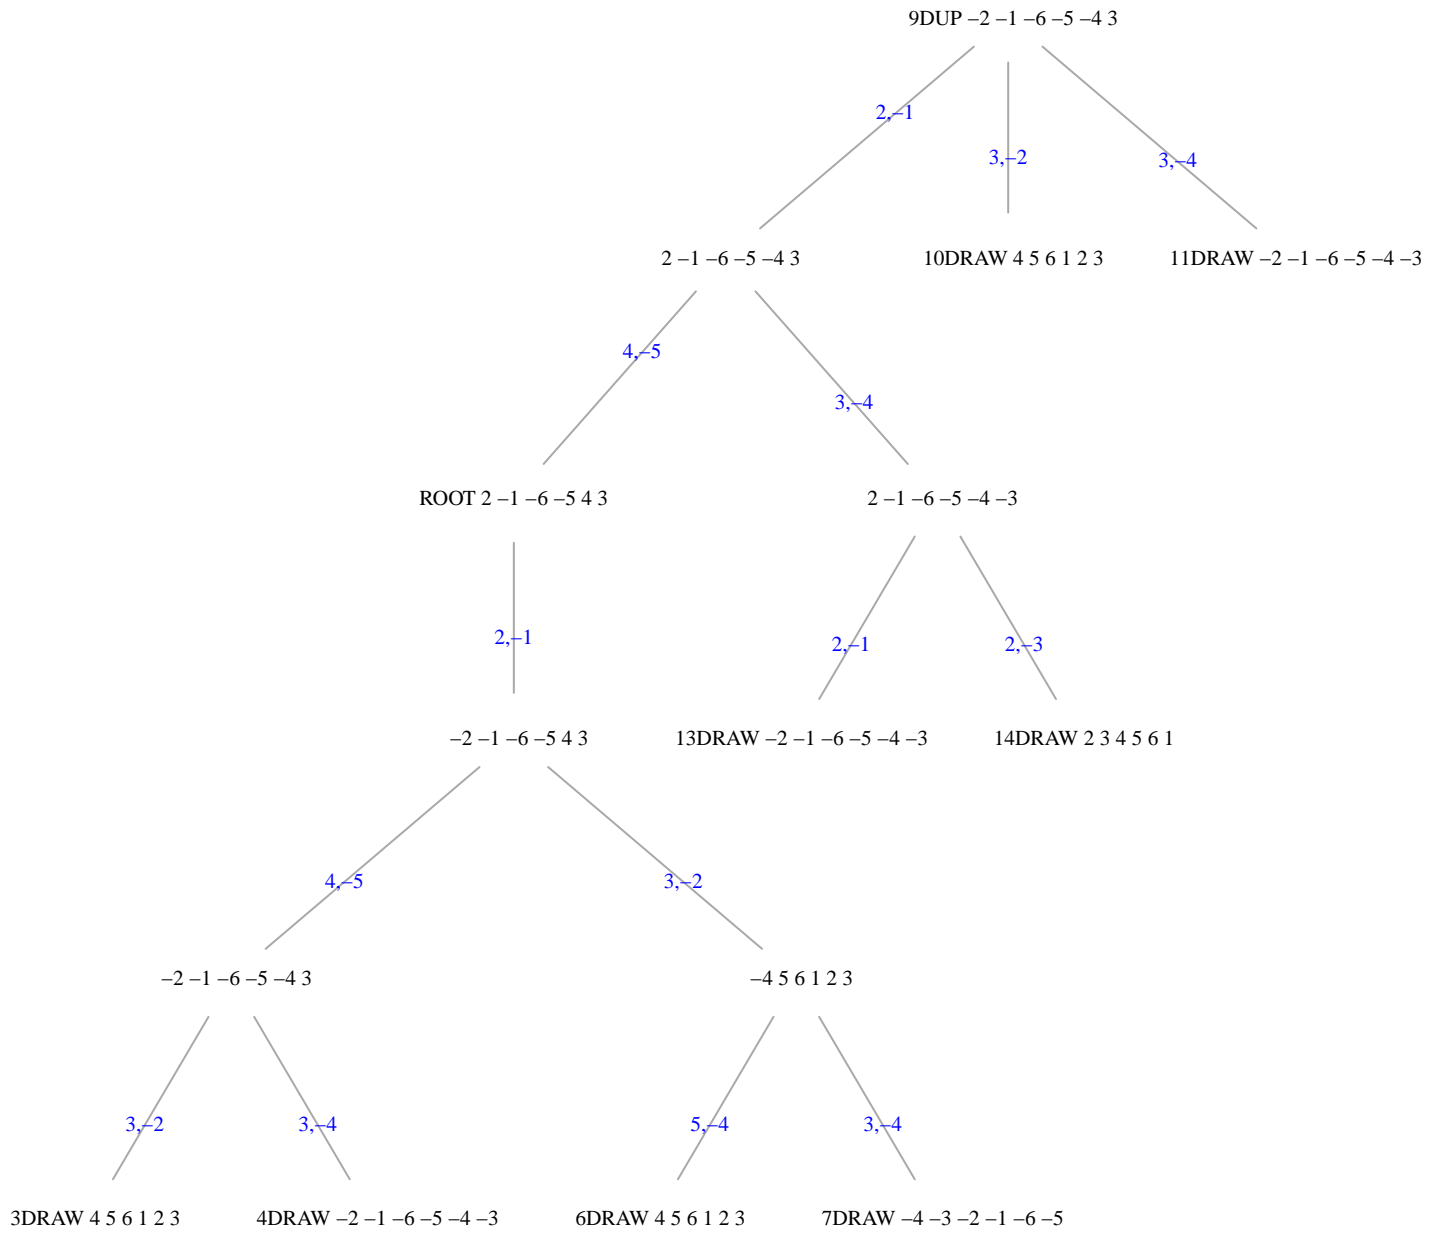 9DUP –2 –1 –6 –5 –4 3
2,–1
3,–2
3,–4
2 –1 –6 –5 –4 3
10DRAW 4 5 6 1 2 3
11DRAW –2 –1 –6 –5 –4 –3
4,–5
3,–4
ROOT 2 –1 –6 –5 4 3
2 –1 –6 –5 –4 –3
2,–1
2,–1
2,–3
–2 –1 –6 –5 4 3
13DRAW –2 –1 –6 –5 –4 –3
14DRAW 2 3 4 5 6 1
4,–5
3,–2
–2 –1 –6 –5 –4 3
–4 5 6 1 2 3
3,–2
3,–4
5,–4
3,–4
3DRAW 4 5 6 1 2 3
4DRAW –2 –1 –6 –5 –4 –3
6DRAW 4 5 6 1 2 3
7DRAW –4 –3 –2 –1 –6 –5